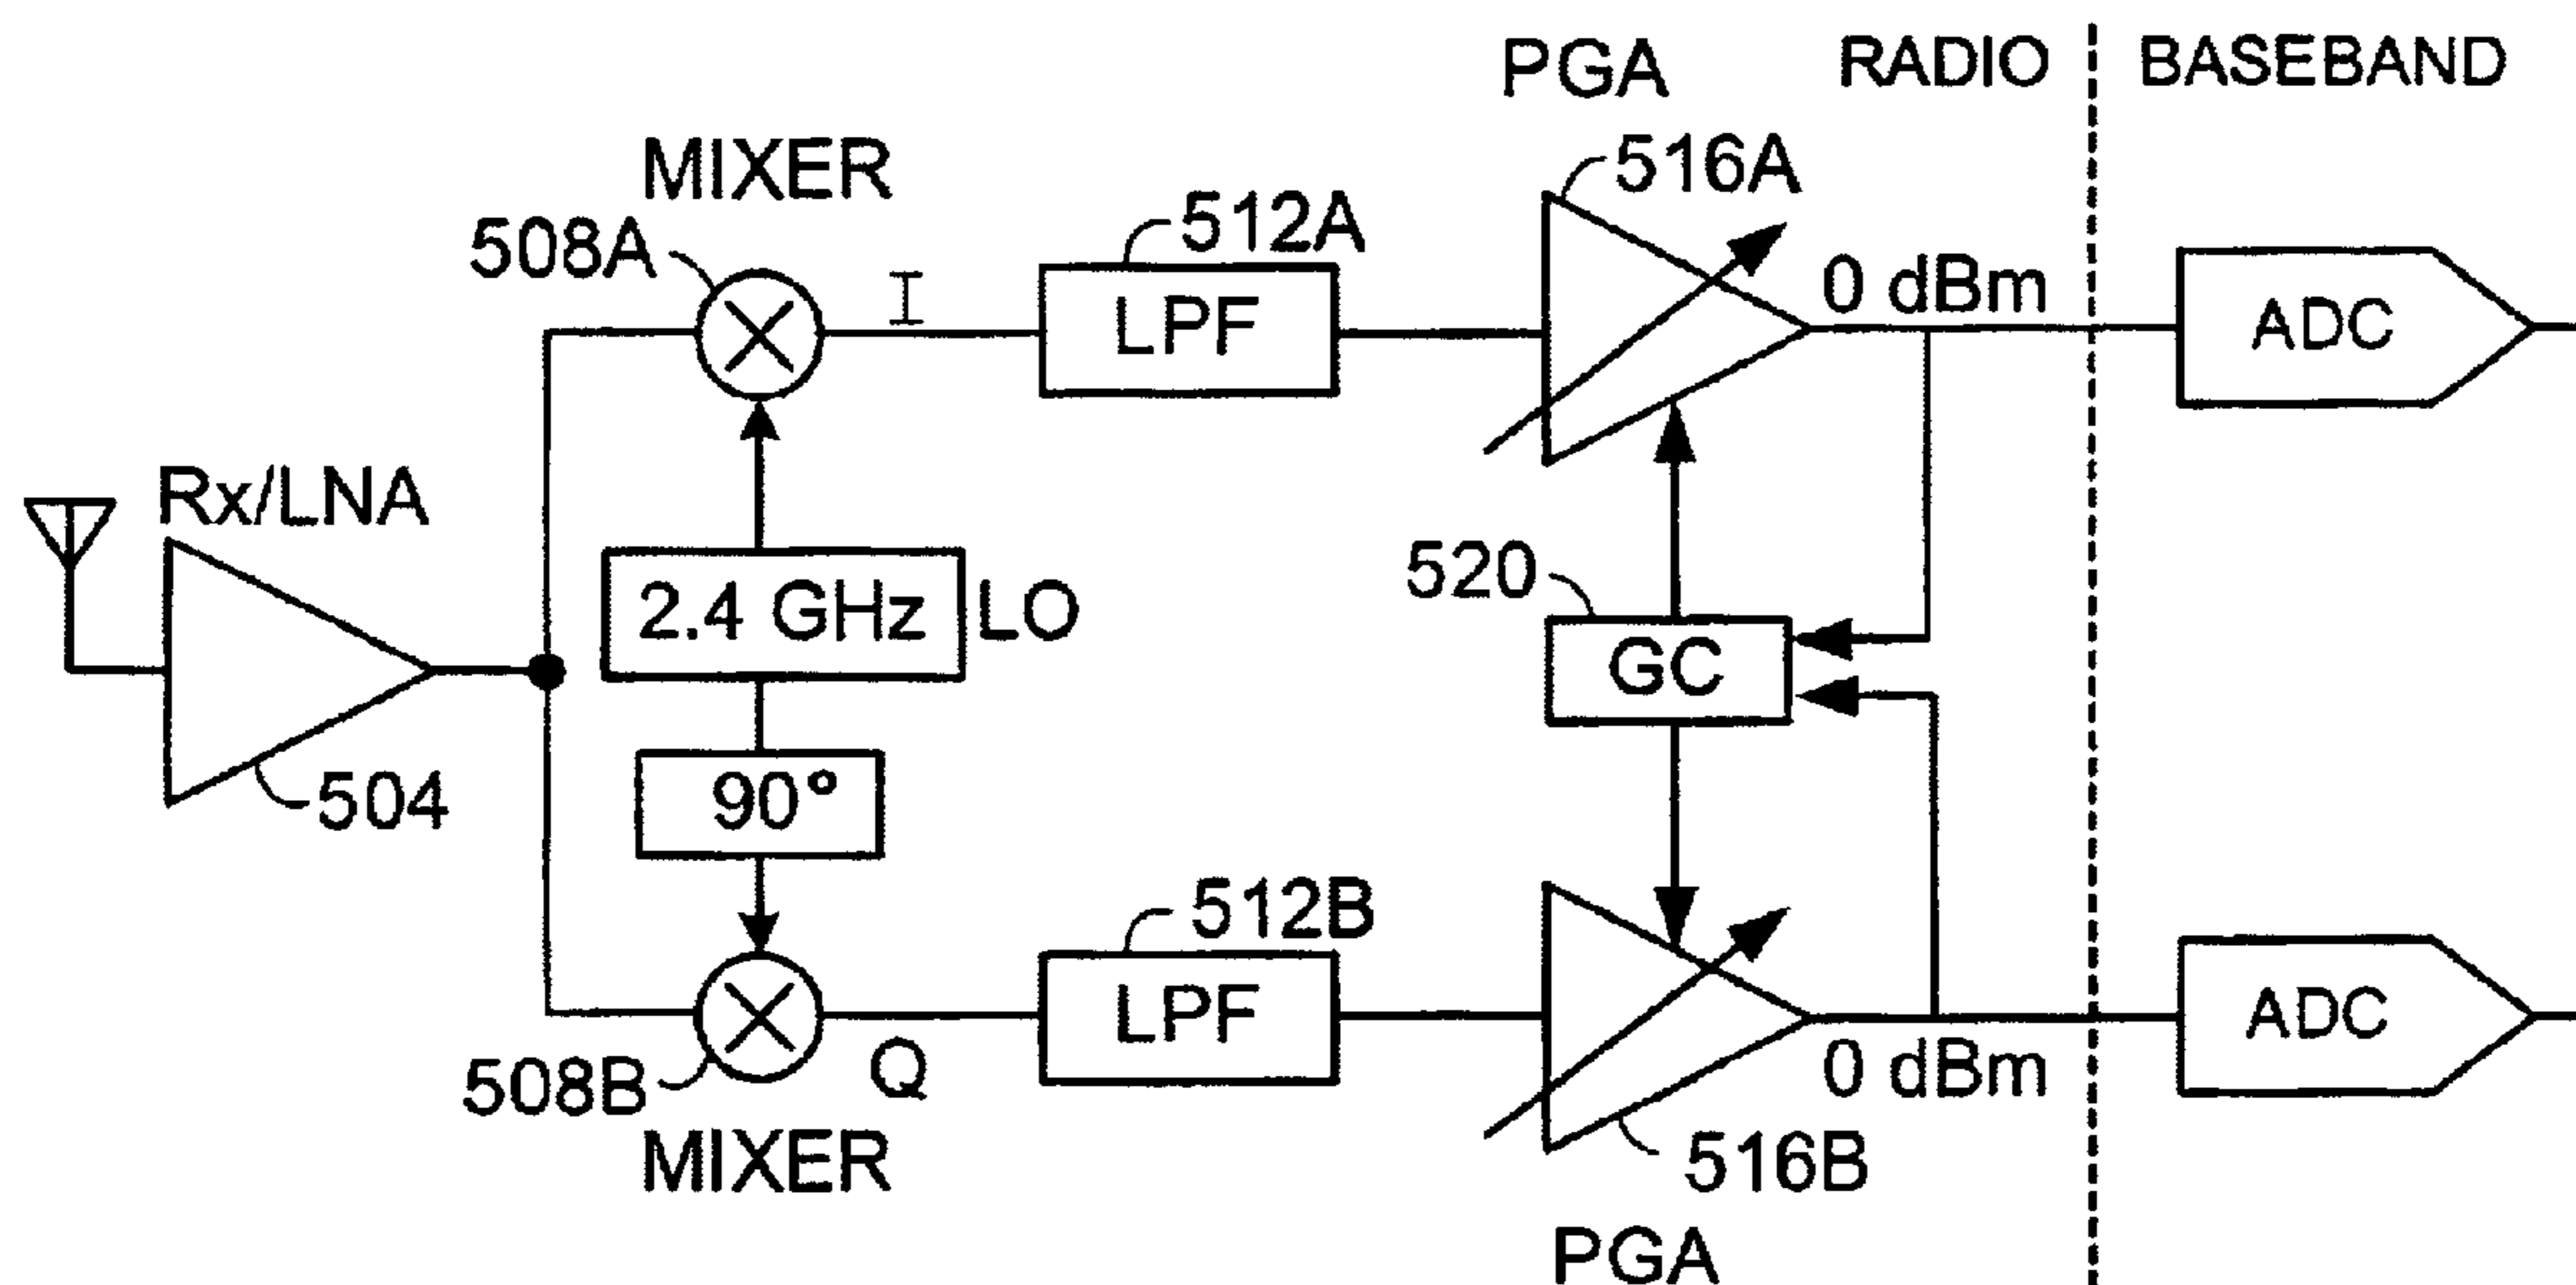 PGA
RADIO
BASEBAND
MIXER
516A
508A
I
512A
LPF
0 dBm
ADC
Rx/LNA
2.4 GHz
LO
520
GC
504
90°
512B
508B
Q
LPF
0 dBm
ADC
MIXER
516B
PGA